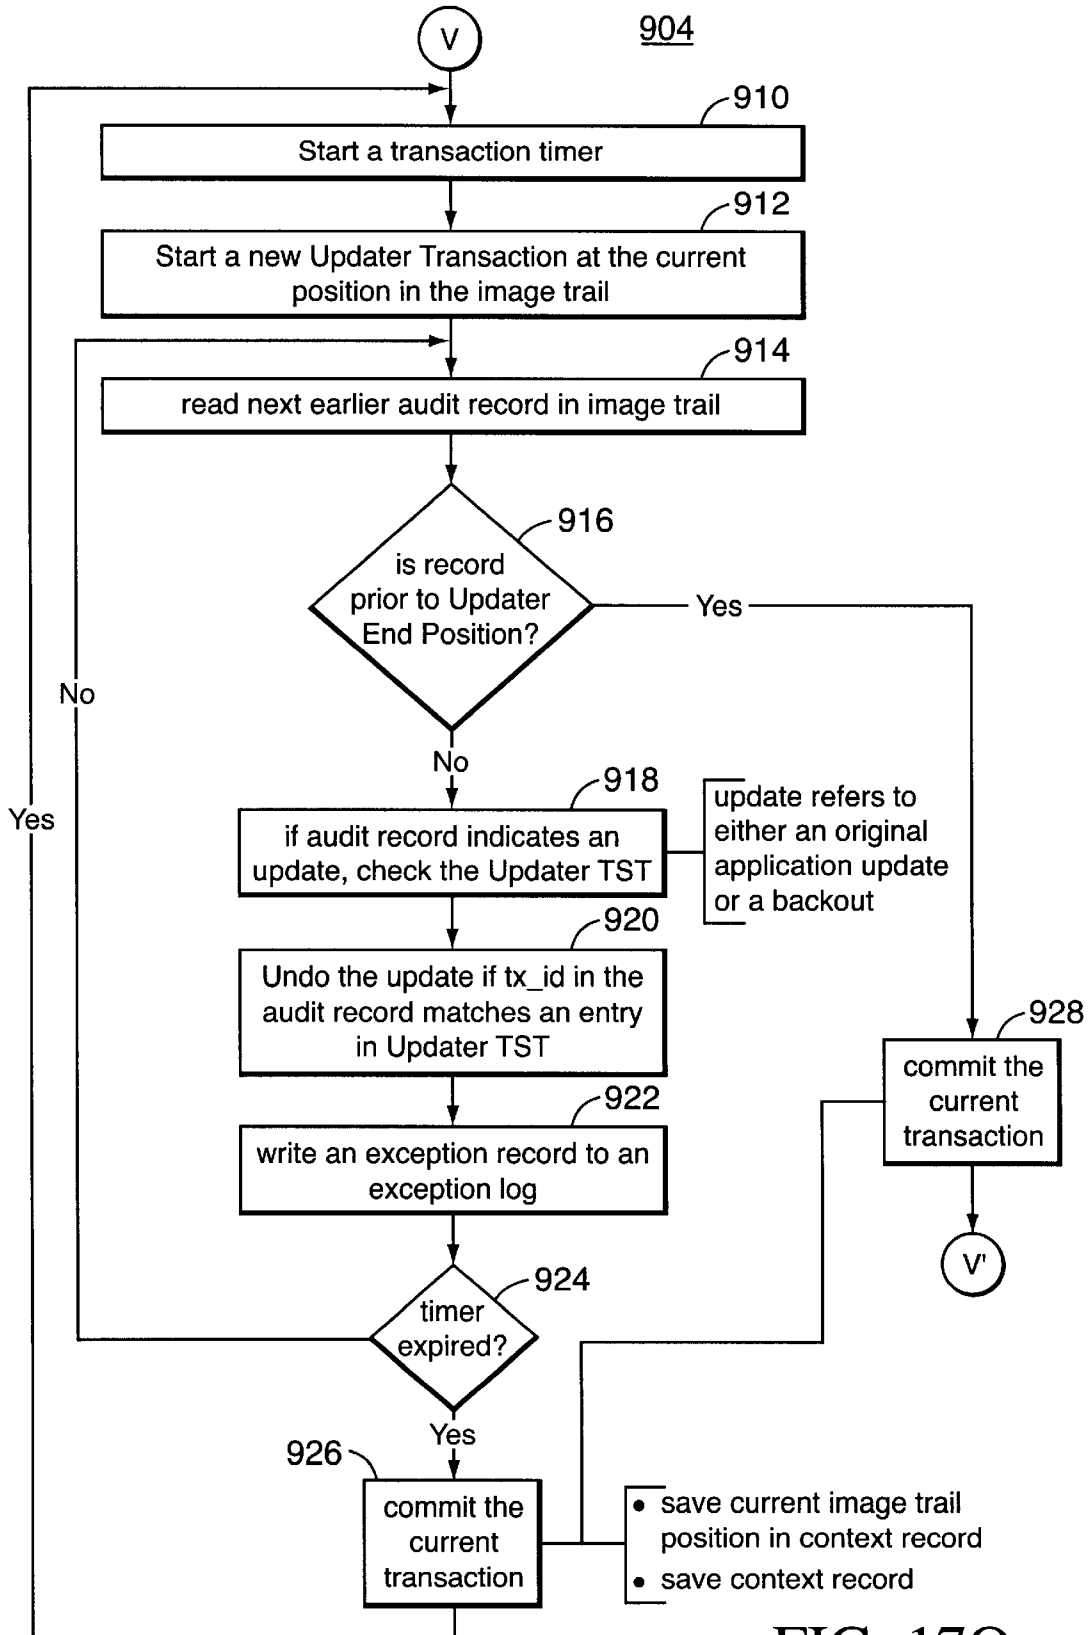 V
904
910
Start a transaction timer
912
Start a new Updater Transaction at the current
position in the image trail
914
read next earlier audit record in image trail
916
is record
prior to Updater
End Position?
Yes
No
No
918
if audit record indicates an
update, check the Updater TST
update refers to
either an original
application update
or a backout
Yes
920
Undo the update if tx_id in the
audit record matches an entry
in Updater TST
922
write an exception record to an
exception log
928
commit the
current
transaction
V'
924
timer
expired?
Yes
926
commit the
current
transaction
• save current image trail
position in context record
• save context record